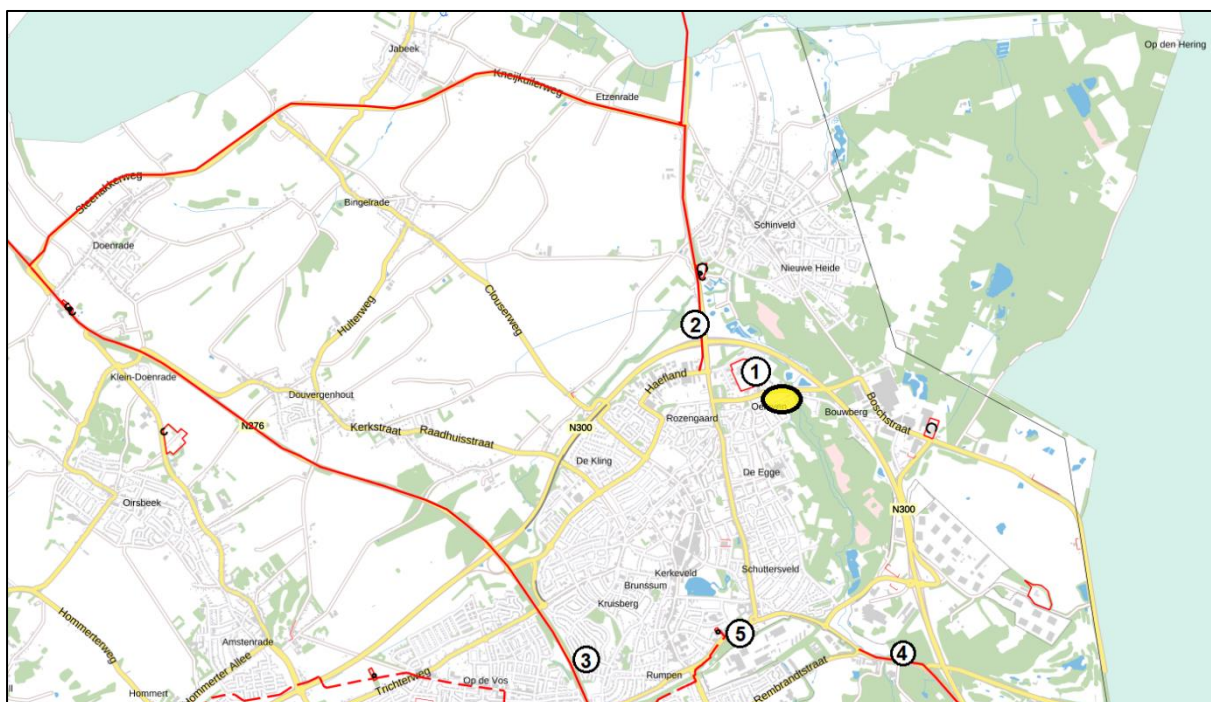 Jabeek
Op den Hering
Kneijkuilerweg
Etzenrade
Steenakkerweg
Bingelrade
Schinveld
Doenrade
Nieuwe Heide
Hulterweg
Clouserweg
2
1
Klein-Doenrade
Haefland
Douvergenhout
Rozengaard
Bouwberg
Boschstraat
N276
Kerkstraat
Raadhuisstraat
N300
De Kling
De Egge
Oirsbeek
N300
Kerkeveld
Schuttersveld
Brunssum
Kruisberg
Hommerterweg
Amstenrade
5
3
4
Hommerter Allee
Trichterweg
Op de Vos
Rumpen
Rembrandtstraat
Hommert